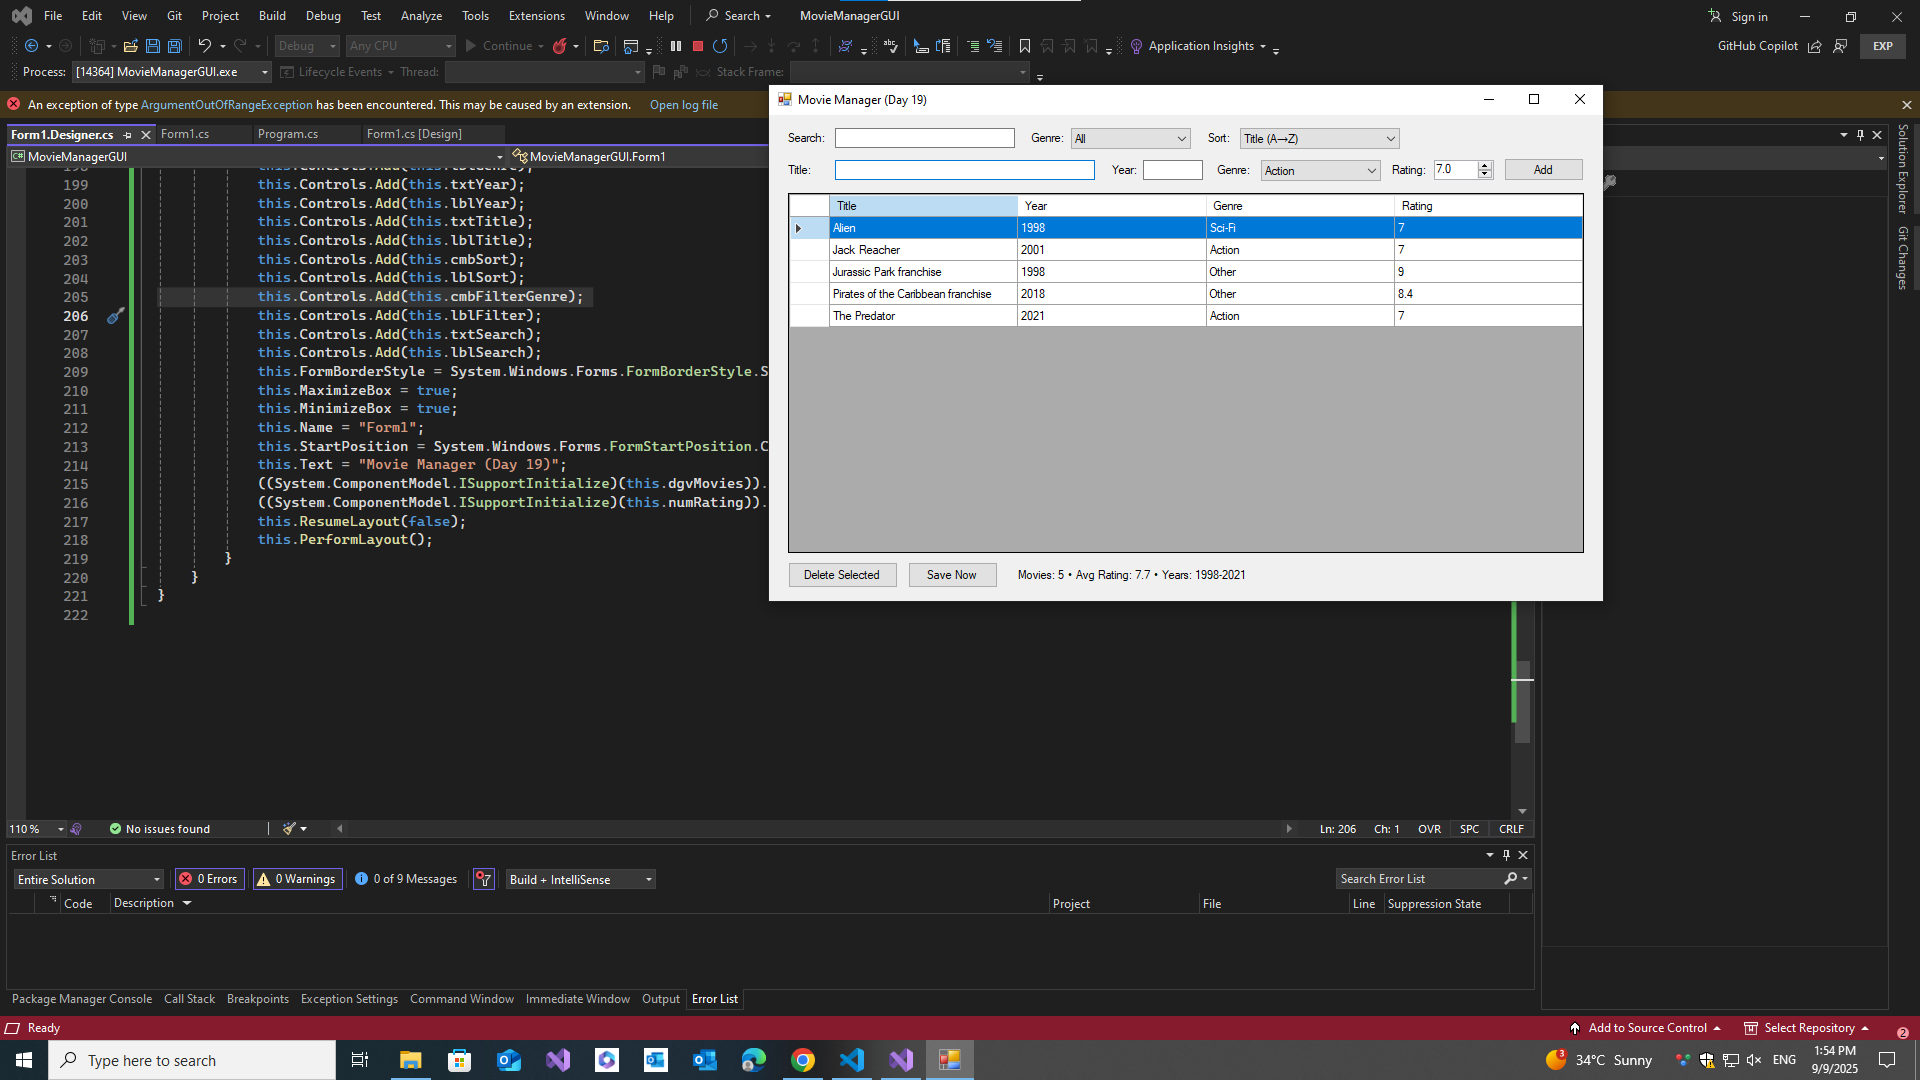 File Edit View Git Project Build Debug Test Analyze Tools Extensions Window Help Search MovieManagerGUI Sign in
Debug Any CPU Continue Application Insights GitHub Copilot EXP
Process: [14364] MovieManagerGUI.exe Lifecycle Events Thread: Stack Frame:
An exception of type ArgumentOutOfRangeException has been encountered. This may be caused by an extension. Open log file
Form1.Designer.cs Form1.cs Program.cs Form1.cs [Design]
MovieManagerGUI MovieManagerGUI.Form1
199 this.Controls.Add(this.txtYear);
200 this.Controls.Add(this.lblYear);
201 this.Controls.Add(this.txtTitle);
202 this.Controls.Add(this.lblTitle);
203 this.Controls.Add(this.cmbSort);
204 this.Controls.Add(this.lblSort);
205 this.Controls.Add(this.cmbFilterGenre);
206 this.Controls.Add(this.lblFilter);
207 this.Controls.Add(this.txtSearch);
208 this.Controls.Add(this.lblSearch);
209 this.FormBorderStyle = System.Windows.Forms.FormBorderStyle.S
210 this.MaximizeBox = true;
211 this.MinimizeBox = true;
212 this.Name = "Form1";
213 this.StartPosition = System.Windows.Forms.FormStartPosition.C
214 this.Text = "Movie Manager (Day 19)";
215 ((System.ComponentModel.ISupportInitialize)(this.dgvMovies)).
216 ((System.ComponentModel.ISupportInitialize)(this.numRating)).
217 this.ResumeLayout(false);
218 this.PerformLayout();
219 }
220 }
221 }
222
Movie Manager (Day 19)
Search: Genre: All Sort: Title (A→Z)
Title: Year: Genre: Action Rating: 7.0 Add
Title Year Genre Rating
Alien 1998 Sci-Fi 7
Jack Reacher 2001 Action 7
Jurassic Park franchise 1998 Other 9
Pirates of the Caribbean franchise 2018 Other 8.4
The Predator 2021 Action 7
Delete Selected Save Now Movies: 5 • Avg Rating: 7.7 • Years: 1998-2021
Solution Explorer
Git Changes
110 % No issues found Ln: 206 Ch: 1 OVR SPC CRLF
Error List
Entire Solution 0 Errors 0 Warnings 0 of 9 Messages Build + IntelliSense Search Error List
Code Description Project File Line Suppression State
Package Manager Console Call Stack Breakpoints Exception Settings Command Window Immediate Window Output Error List
Ready Add to Source Control Select Repository 2
Type here to search 3 34°C Sunny ENG 1:54 PM
9/9/2025